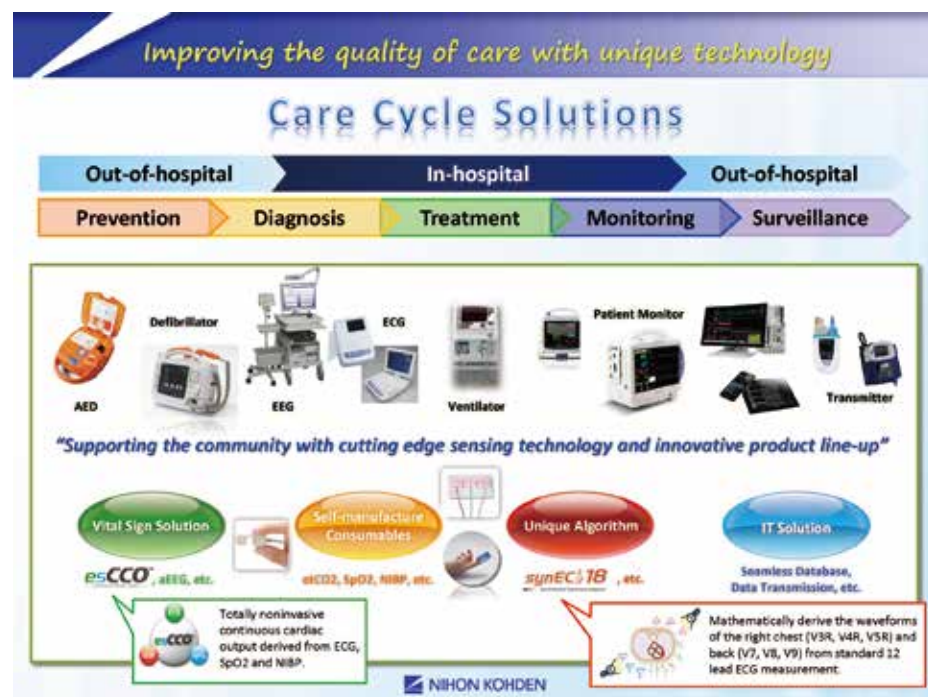 Improving the quality of care with unique technology
Care Cycle Solutions
Out-of-hospital
In-hospital
Out-of-hospital
Prevention
Diagnosis
Treatment
Monitoring
Surveillance
AED
Defibrillator
EEG
ECG
Ventilator
Patient Monitor
Transmitter
"Supporting the community with cutting edge sensing technology and innovative product line-up"
Vital Sign Solution
esCCO, aEEG, etc.
Self-manufacture
Consumables
etCO2, SpO2, NIBP, etc.
Unique Algorithm
synECi18, etc.
IT Solution
Seamless Database,
Data Transmission, etc.
esCCO
Totally noninvasive
continuous cardiac
output derived from ECG,
SpO2 and NIBP.
Mathematically derive the waveforms
of the right chest (V3R, V4R, V5R) and
back (V7, V8, V9) from standard 12
lead ECG measurement.
NIHON KOHDEN